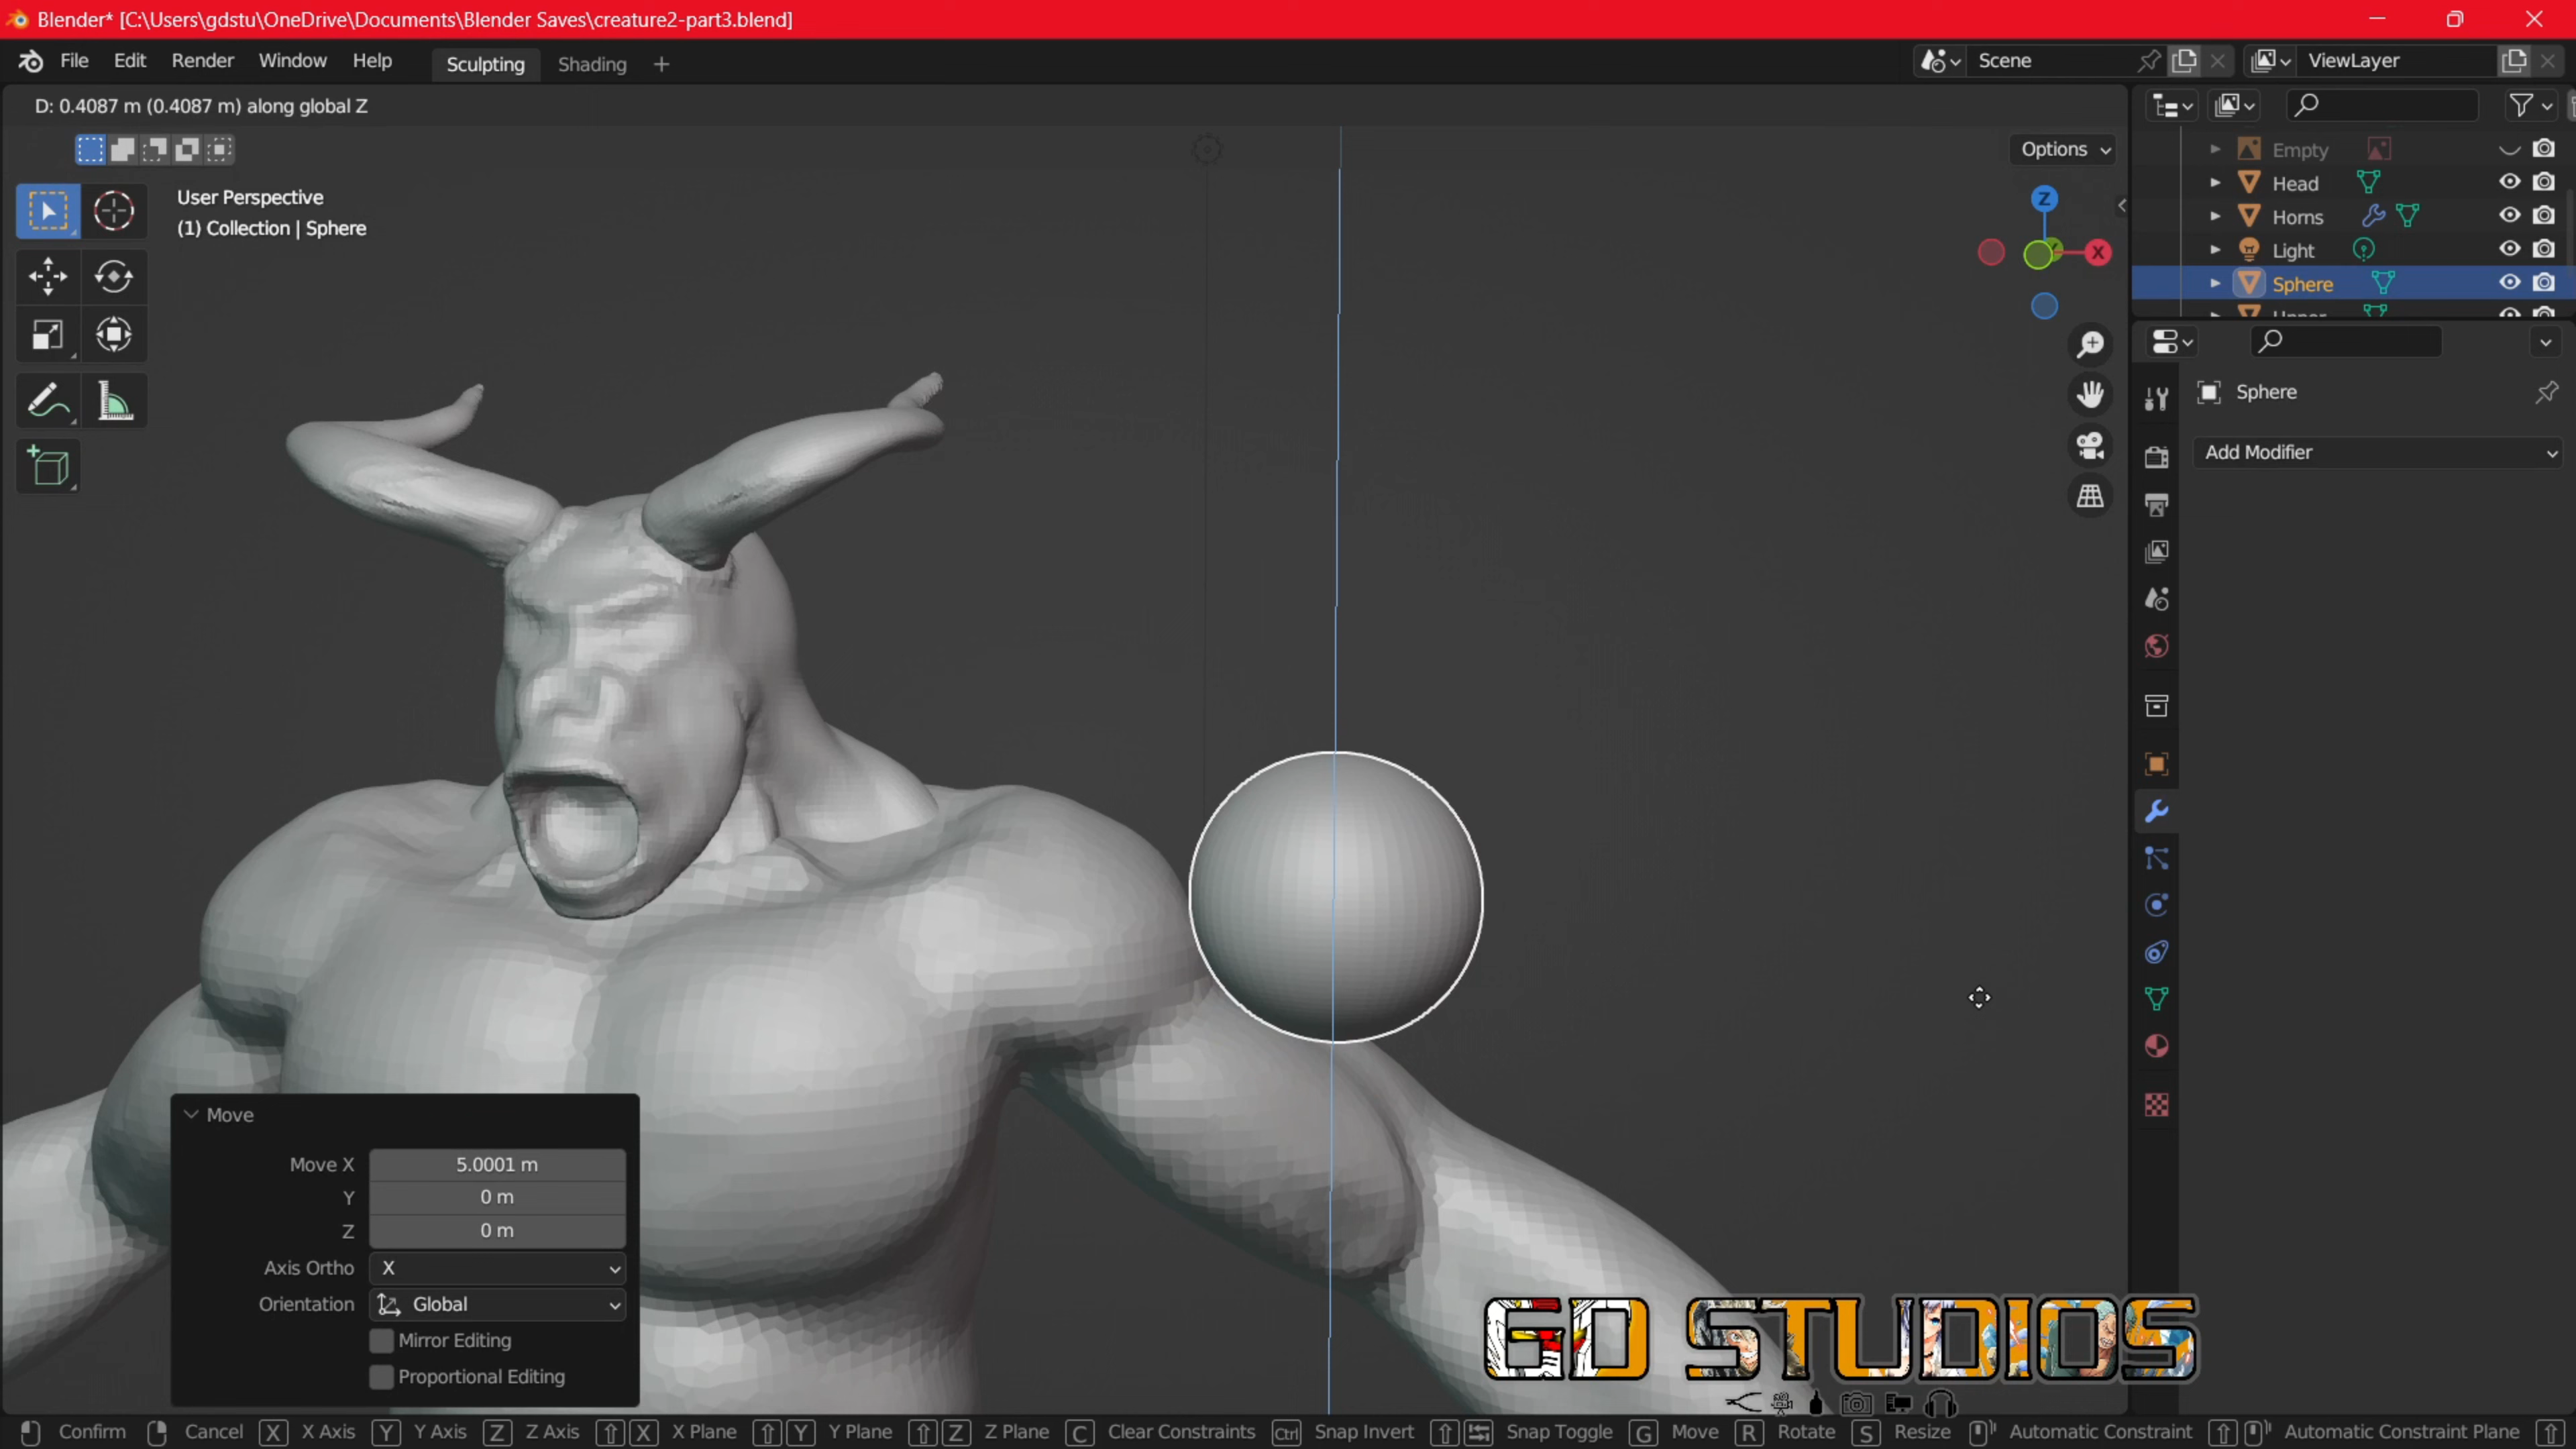 Blender* [C:\Users\gdstu\OneDrive\Documents\Blender Saves\creature2-part3.blend]
File Edit Render Window Help Sculpting Shading Scene ViewLayer
D: 0.4087 m (0.4087 m) along global Z
Options
User Perspective
(1) Collection | Sphere
Z
X
Empty
Head
Horns
Light
Sphere
Upper
Sphere
Add Modifier
Move
Move X 5.0001 m
Y 0 m
Z 0 m
Axis Ortho X
Orientation Global
Mirror Editing
Proportional Editing
GD STUDIOS
Confirm Cancel X X Axis Y Y Axis Z Z Axis X X Plane Y Y Plane Z Z Plane C Clear Constraints Ctrl Snap Invert Snap Toggle G Move R Rotate S Resize Automatic Constraint Automatic Constraint Plane